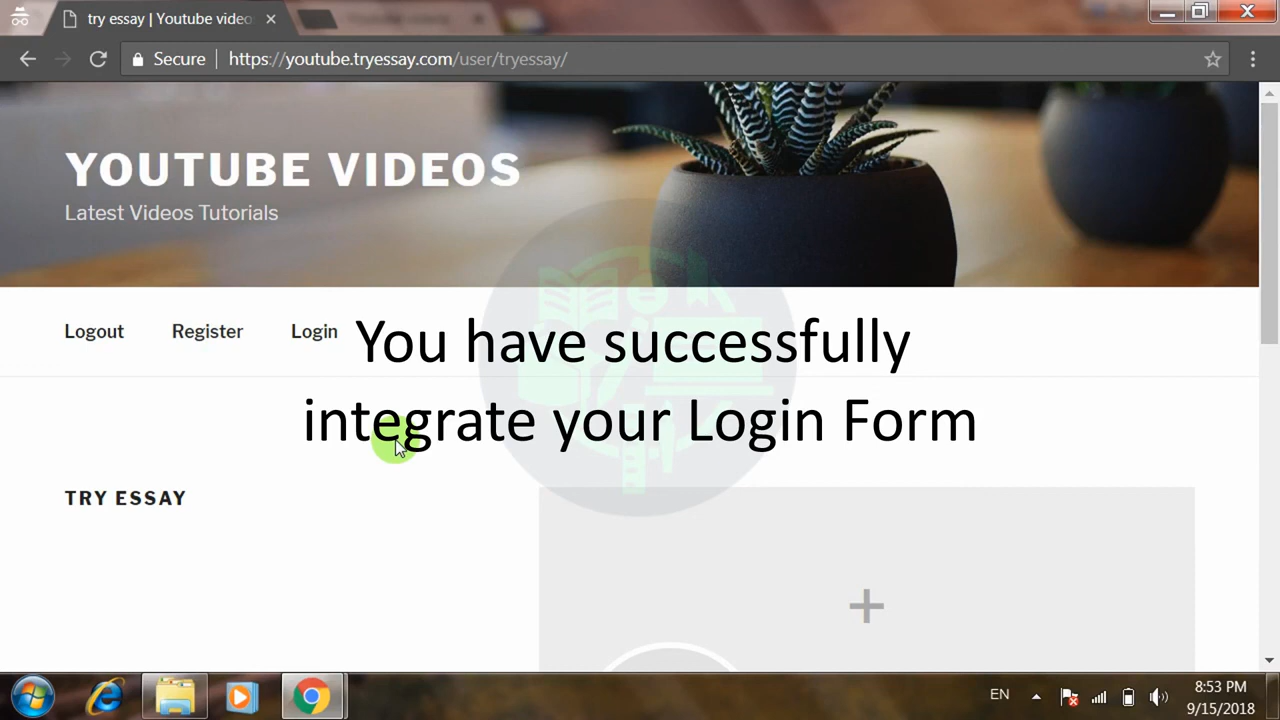 try essay | Youtube video
Secure
https://youtube.tryessay.com/user/tryessay/
YOUTUBE VIDEOS
Latest Videos Tutorials
Logout Register Login
You have successfully
integrate your Login Form
TRY ESSAY
EN
8:53 PM
9/15/2018